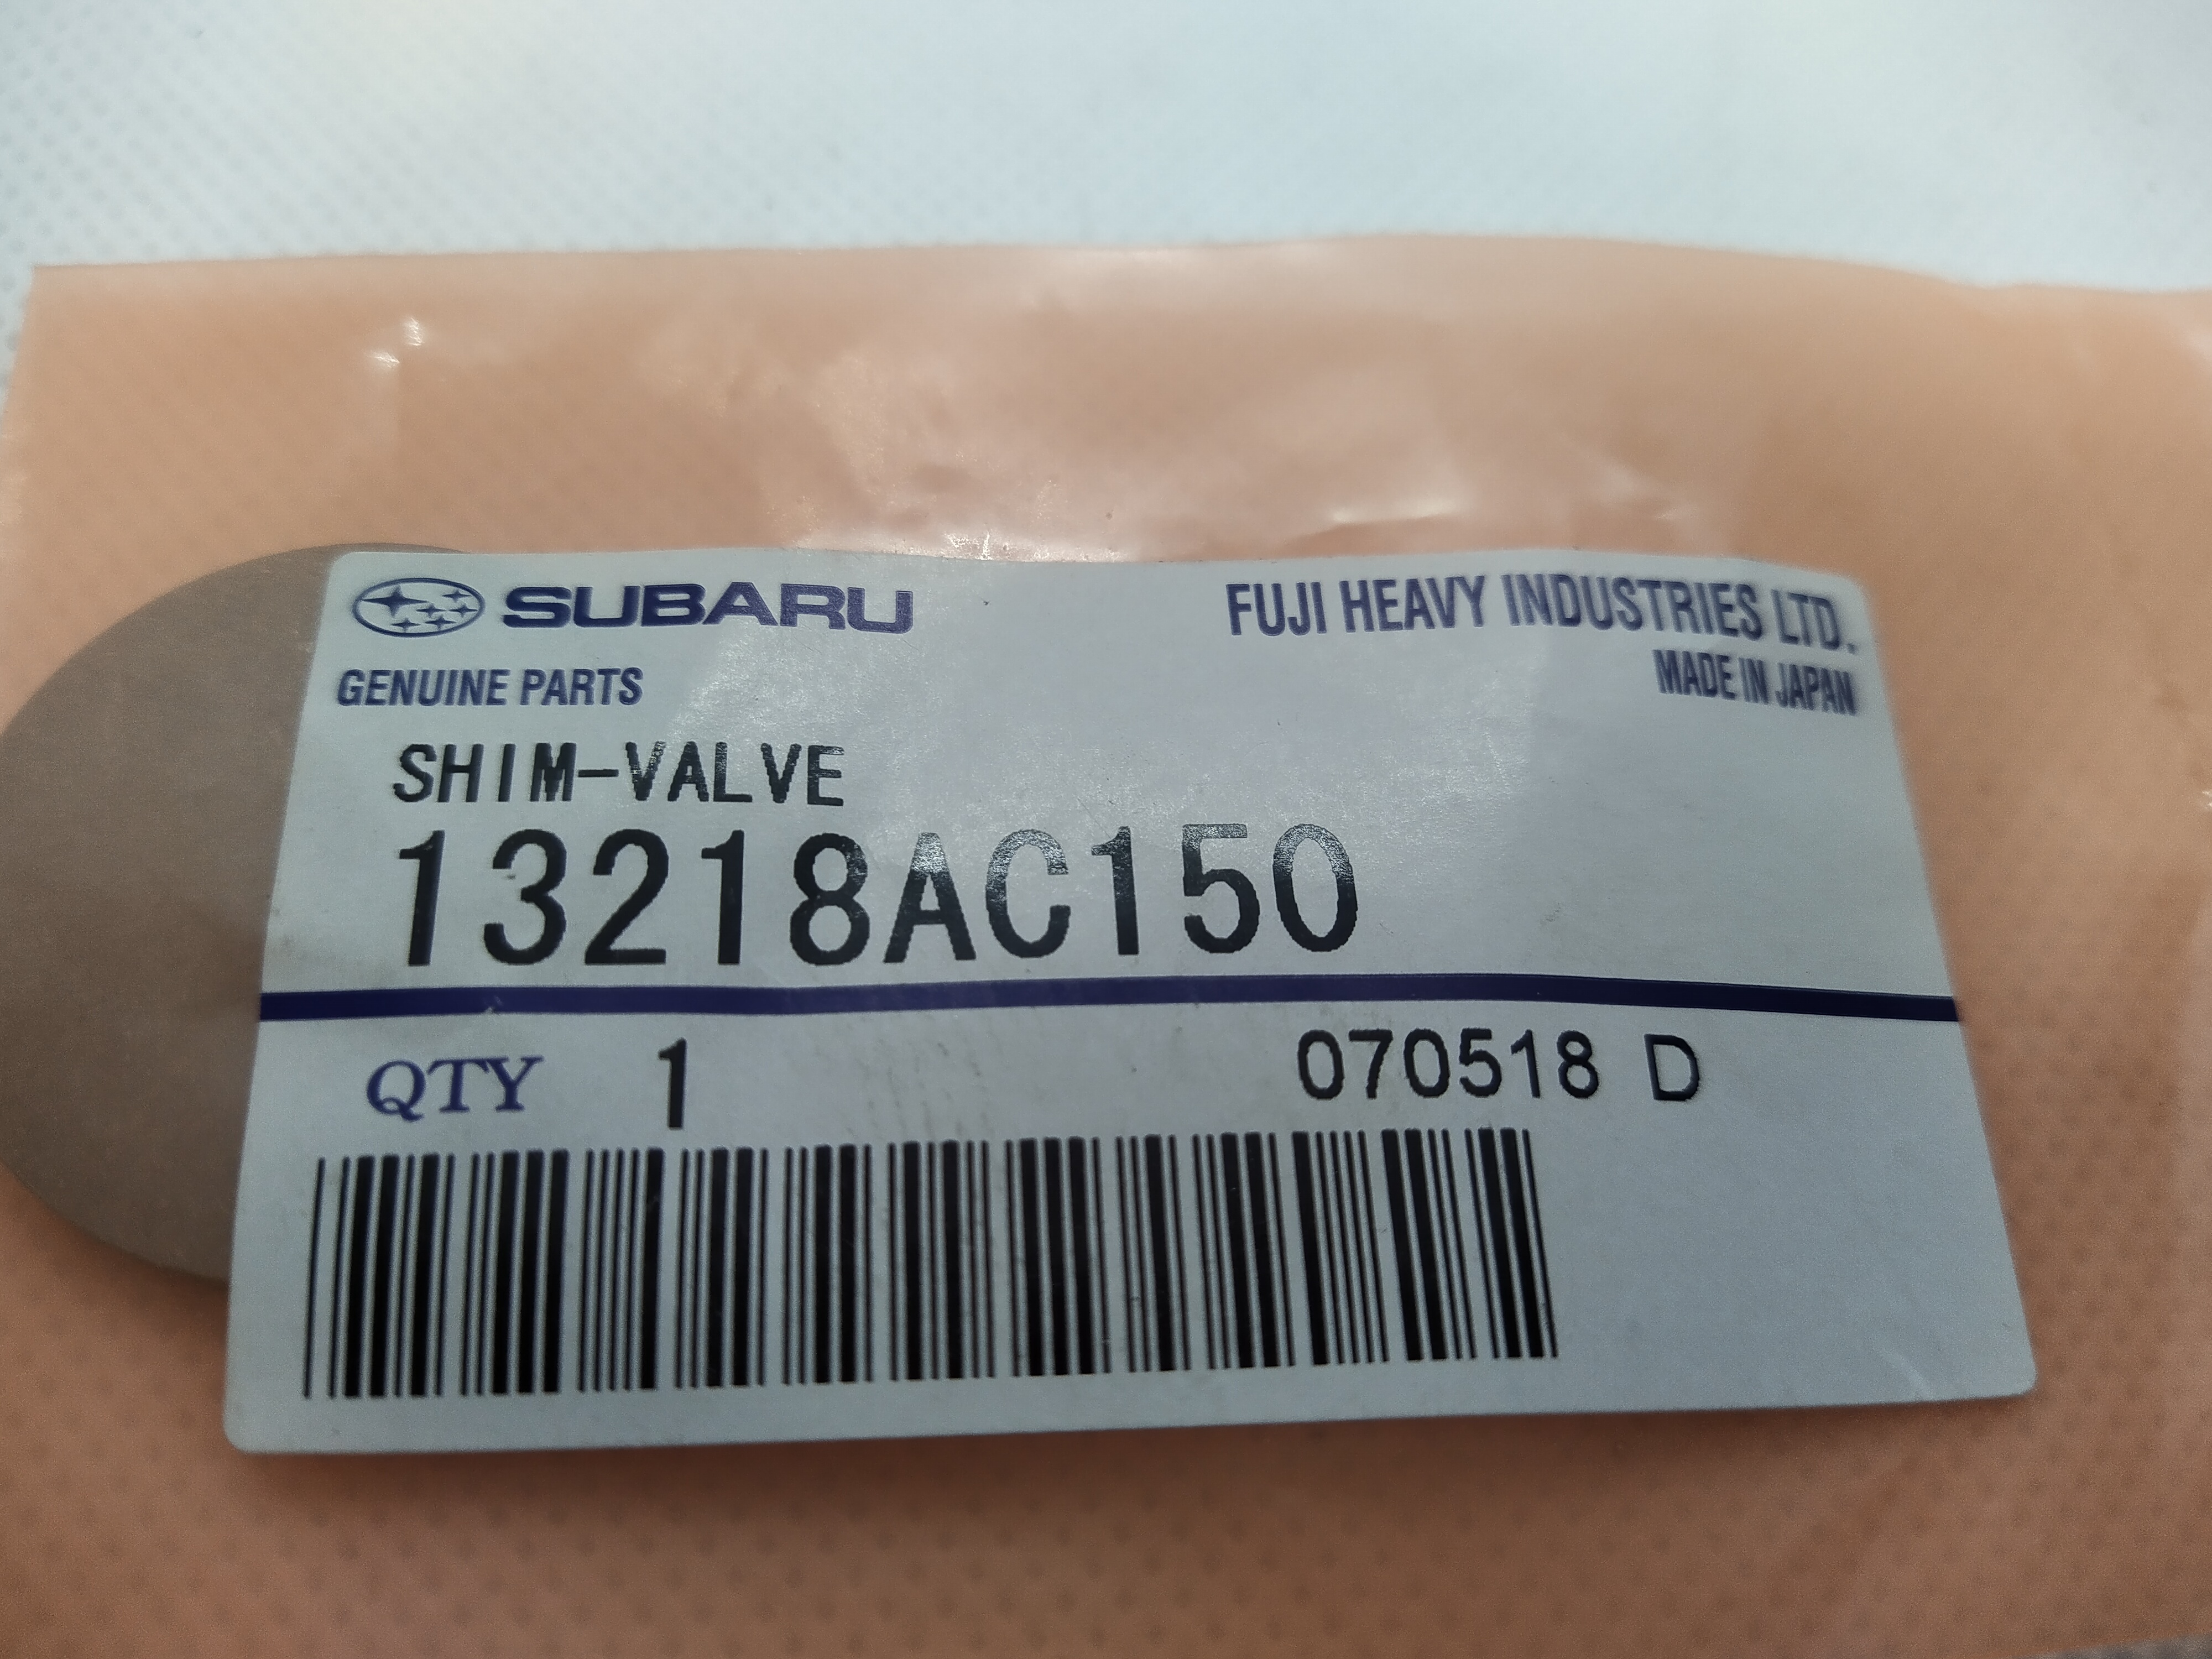 SUBARU FUJI HEAVY INDUSTRIES LTD.
GENUINE PARTS MADE IN JAPAN
SHIM-VALVE
13218AC150
QTY 1 070518 D